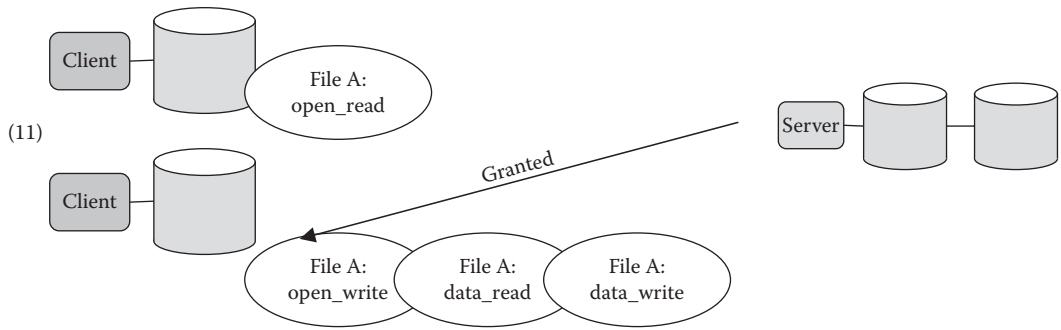 Client
File A:
open_read
(11)
Server
Granted
Client
File A:
open_write
File A:
data_read
File A:
data_write